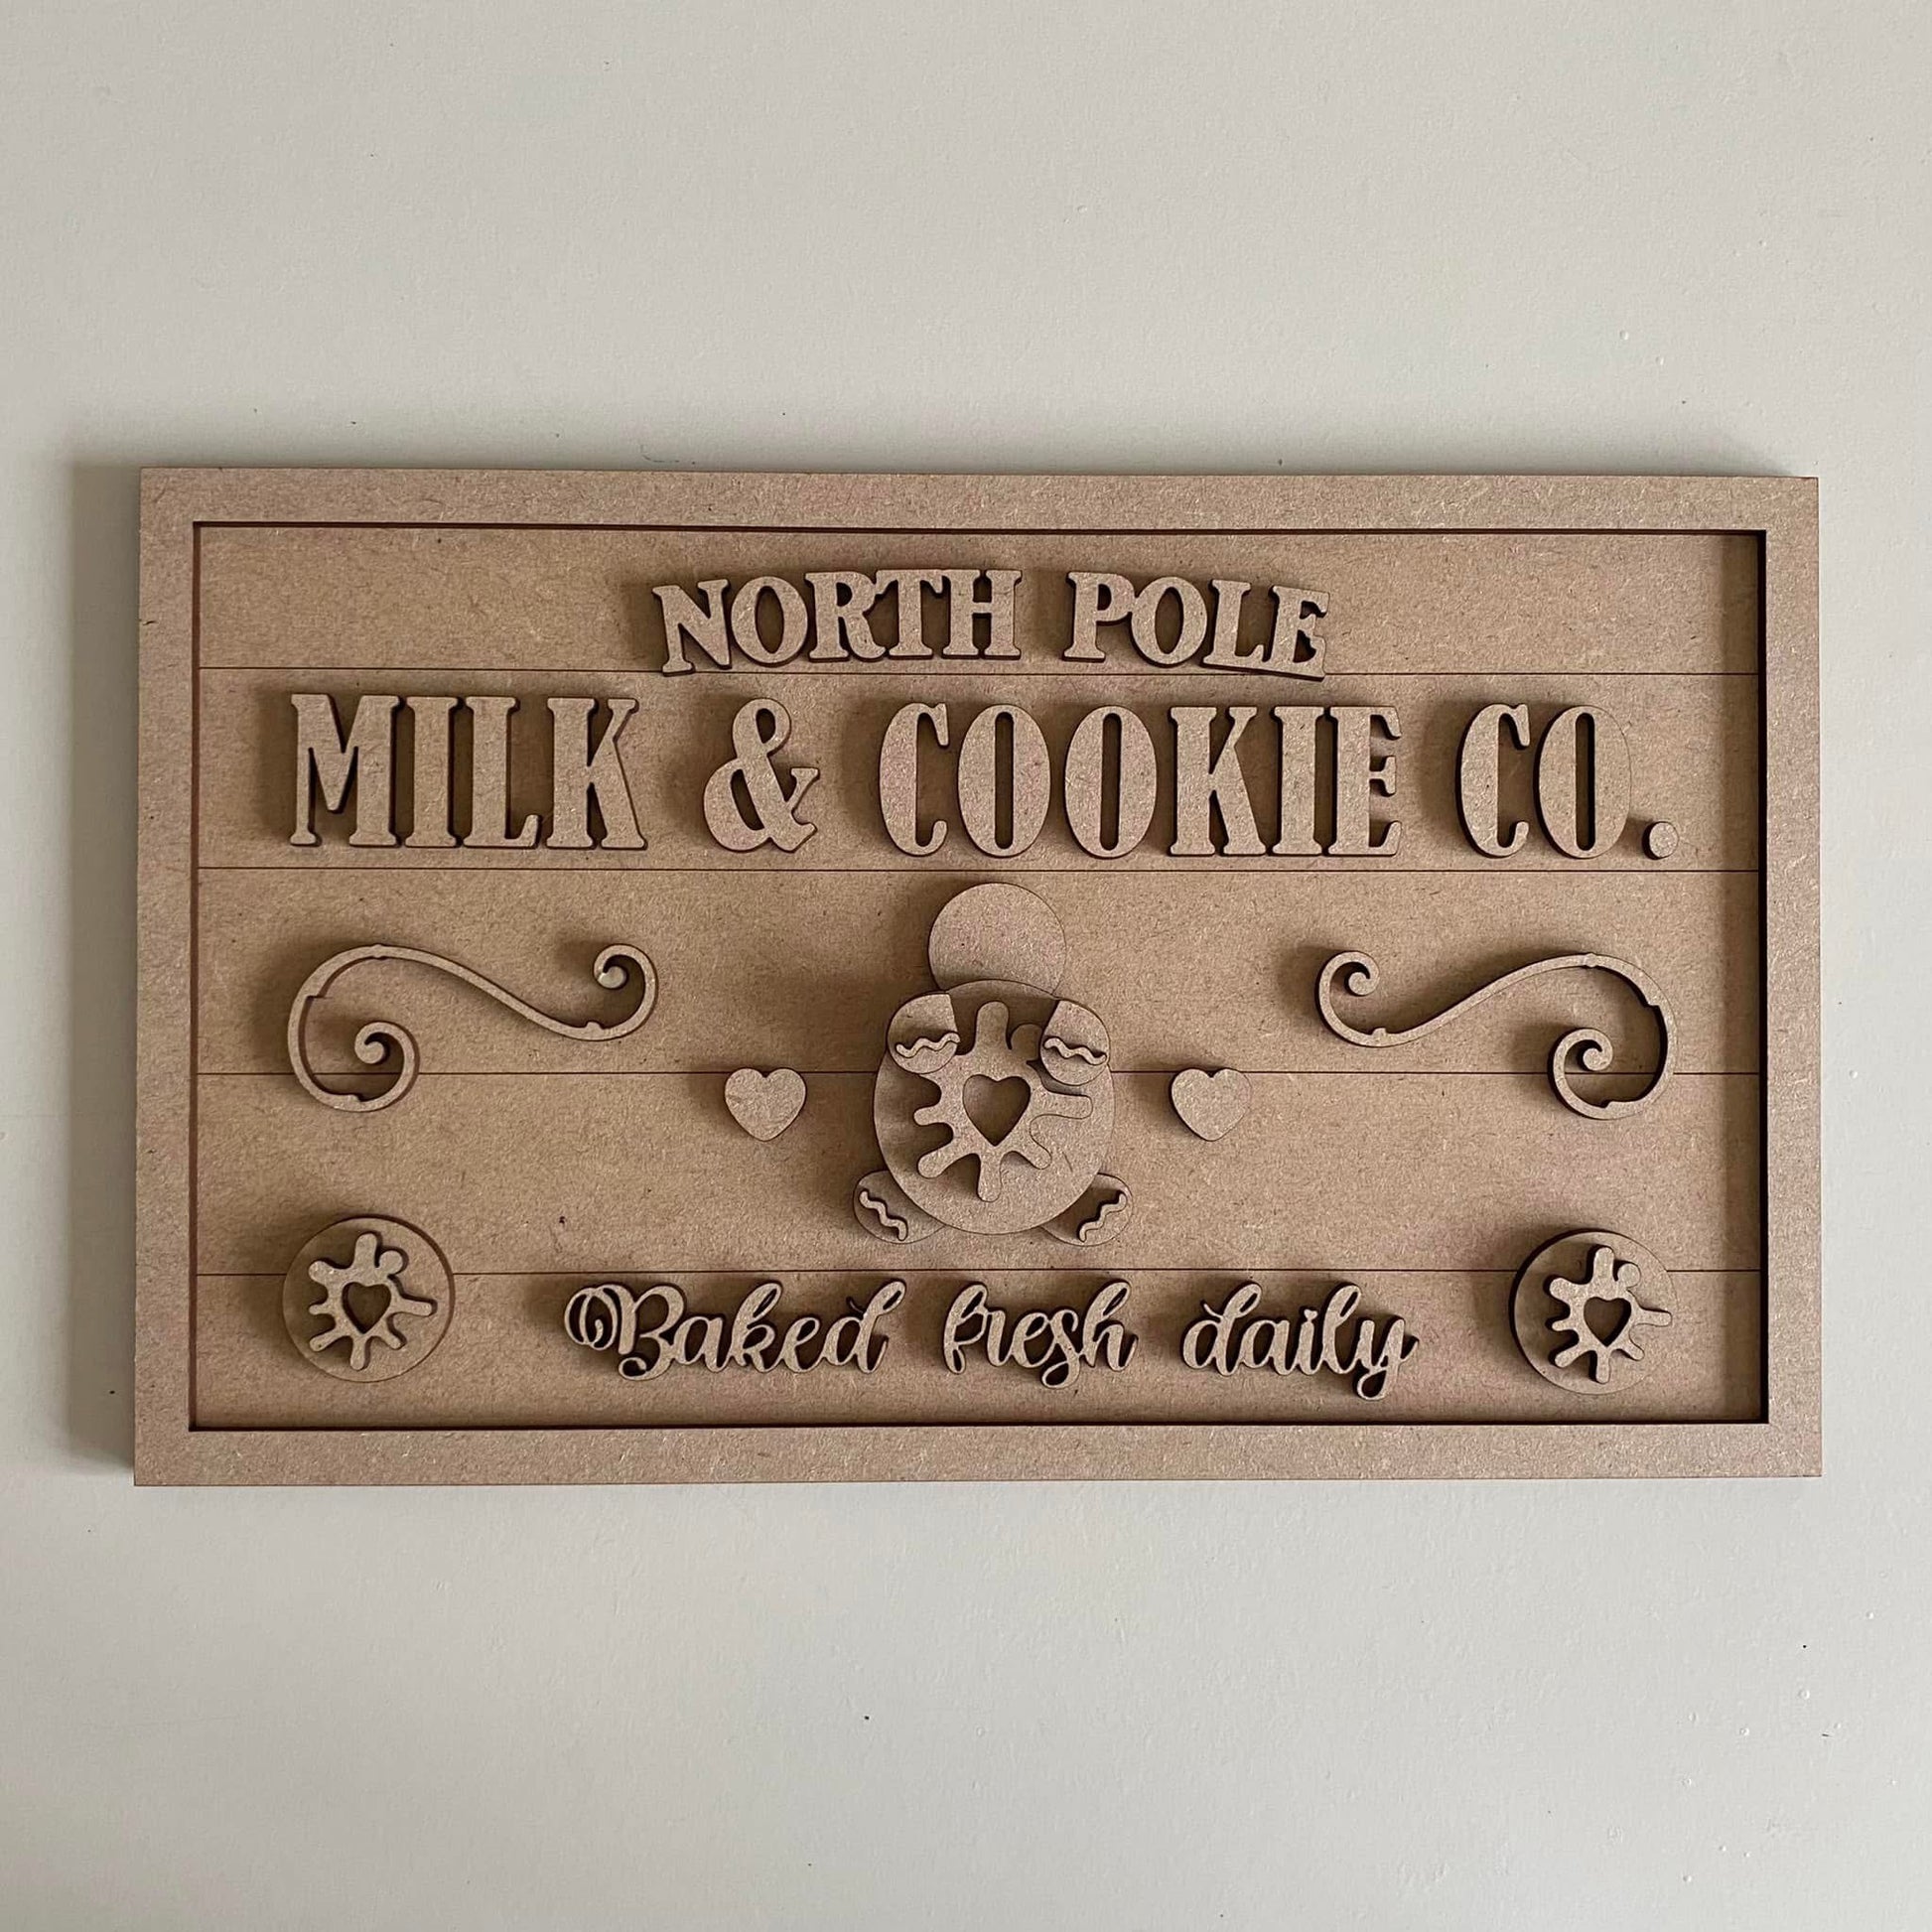 NORTH POLE
MILK & COOKIE CO.
Baked fresh daily